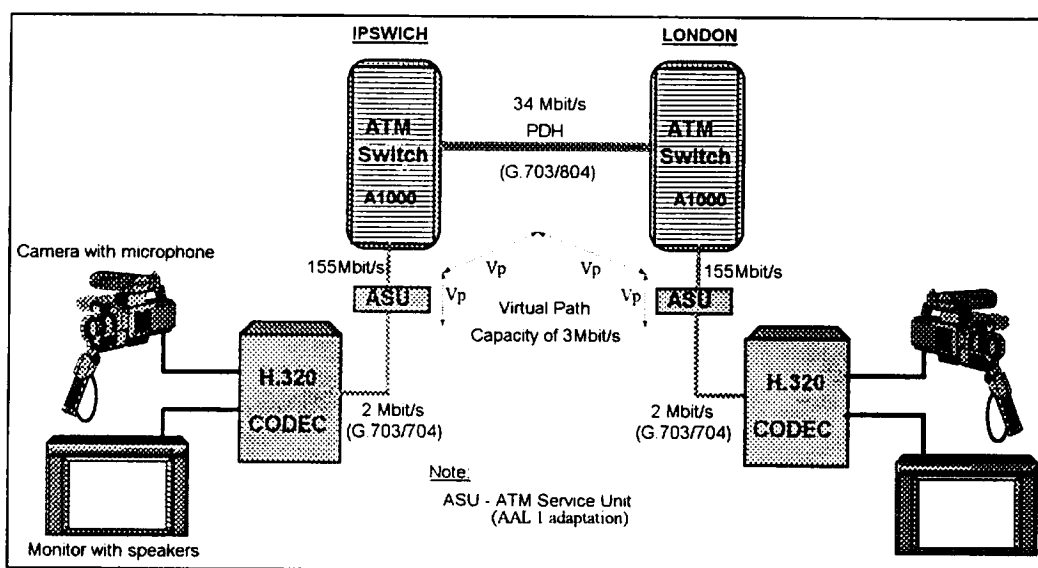 IPSWICH
LONDON
ATM
Switch
A1000
34 Mbit/s
PDH
(G.703/804)
ATM
Switch
A1000
Camera with microphone
155Mbit/s
ASU
Vp
Vp
Vp
Vp
Virtual Path
Capacity of 3Mbit/s
155Mbit/s
ASU
H.320
CODEC
2 Mbit/s
(G.703/704)
2 Mbit/s
(G.703/704)
H.320
CODEC
Note:
ASU - ATM Service Unit
(AAL 1 adaptation)
Monitor with speakers